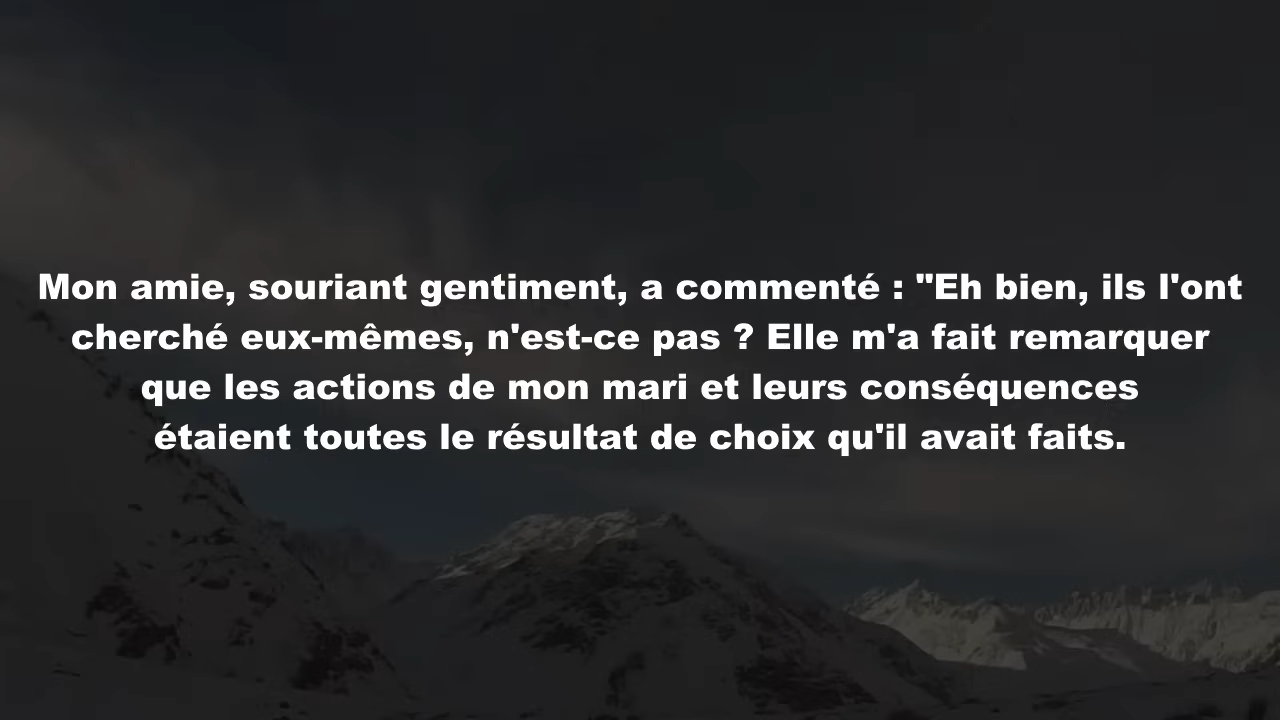 Mon amie, souriant gentiment, a commenté : "Eh bien, ils l'ont
cherché eux-mêmes, n'est-ce pas ? Elle m'a fait remarquer
que les actions de mon mari et leurs conséquences
étaient toutes le résultat de choix qu'il avait faits.